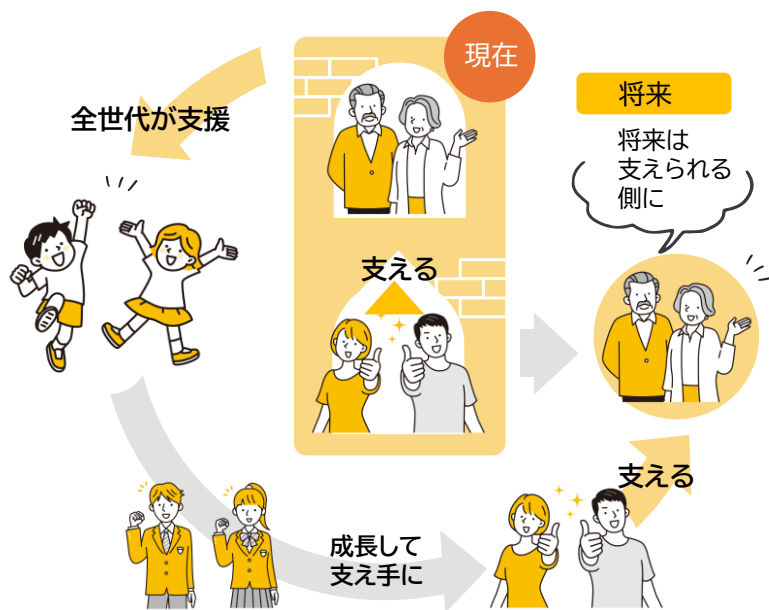 現在
全世代が支援
支える
将来
将来は
支えられる
側に
支える
成長して
支え手に